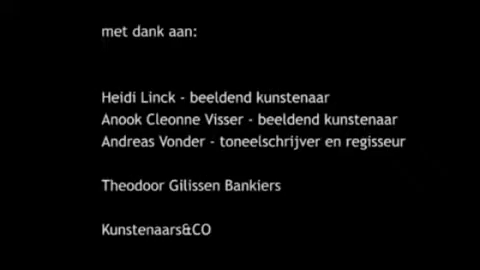 met dank aan:
Heidi Linck - beeldend kunstenaar
Anook Cleonne Visser - beeldend kunstenaar
Andreas Vonder - toneelschrijver en regisseur
Theodoor Gilissen Bankiers
Kunstenaars&CO